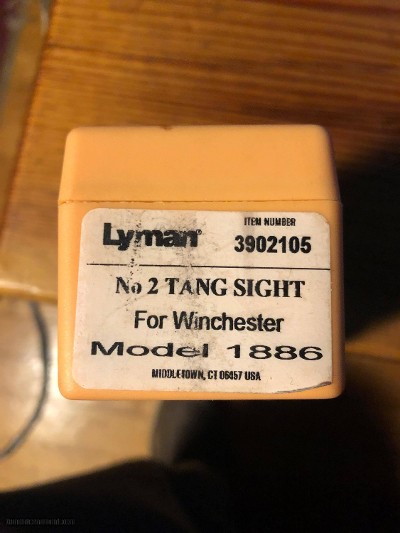 Lyman®
ITEM NUMBER
3902105
No 2 TANG SIGHT
For Winchester
Model 1886
MIDDLETOWN, CT 06457 USA